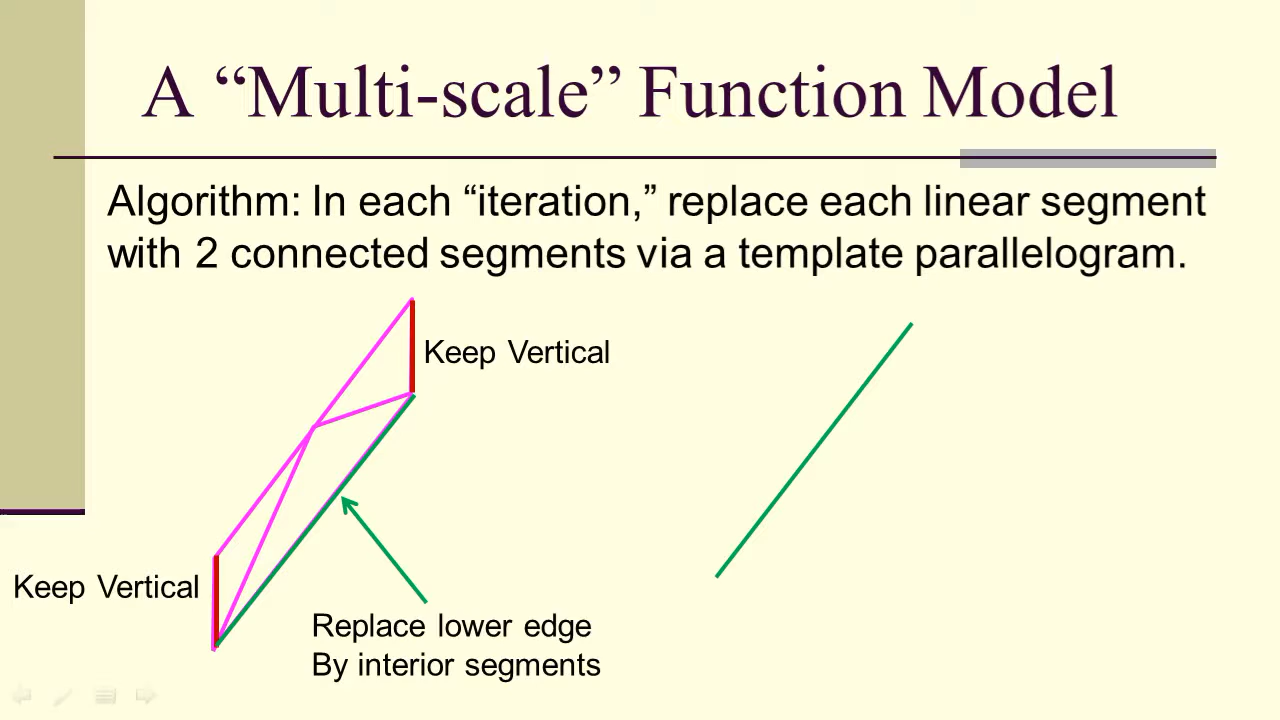 A “Multi-scale” Function Model
Algorithm: In each “iteration,” replace each linear segment
with 2 connected segments via a template parallelogram.
Keep Vertical
Keep Vertical
Replace lower edge
By interior segments